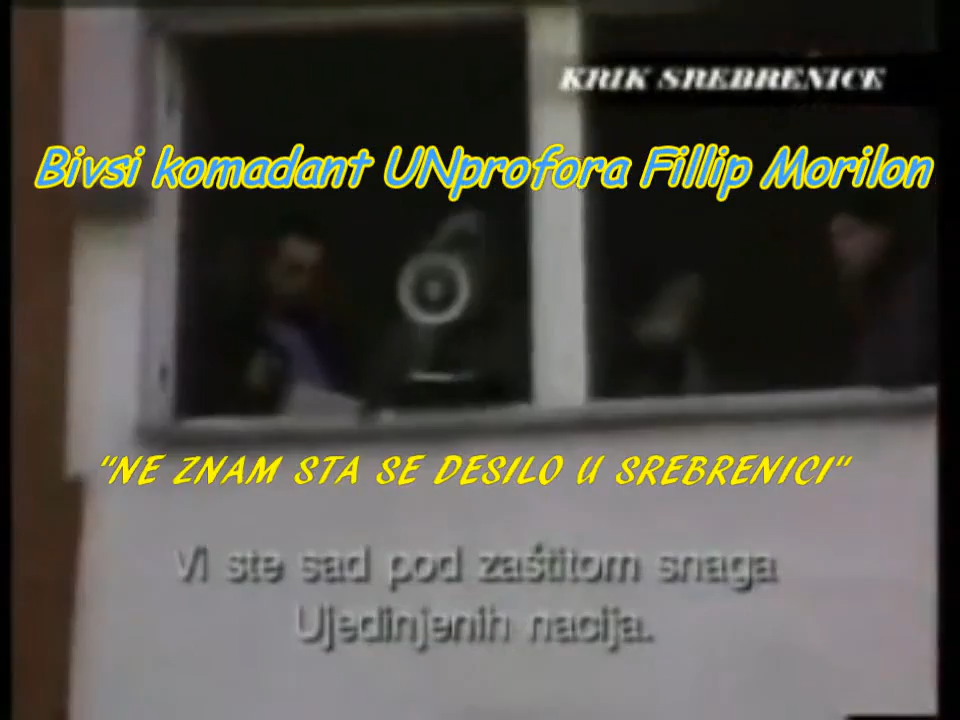 KRIK SREBRENICE
Bivsi komadant UNprofora Fillip Morilon
"NE ZNAM STA SE DESILO U SREBRENICI"
Vi ste sad pod zaštitom snaga
Ujedinjenih nacija.